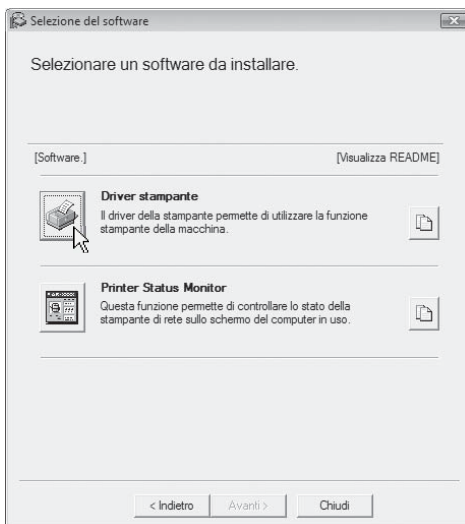 Selezione del software
Selezionare un software da installare.
[Software.] [Visualizza README]
Driver stampante
Il driver della stampante permette di utilizzare la funzione
stampante della macchina.
Printer Status Monitor
Questa funzione permette di controllare lo stato della
stampante di rete sullo schermo del computer in uso.
< Indietro Avanti > Chiudi